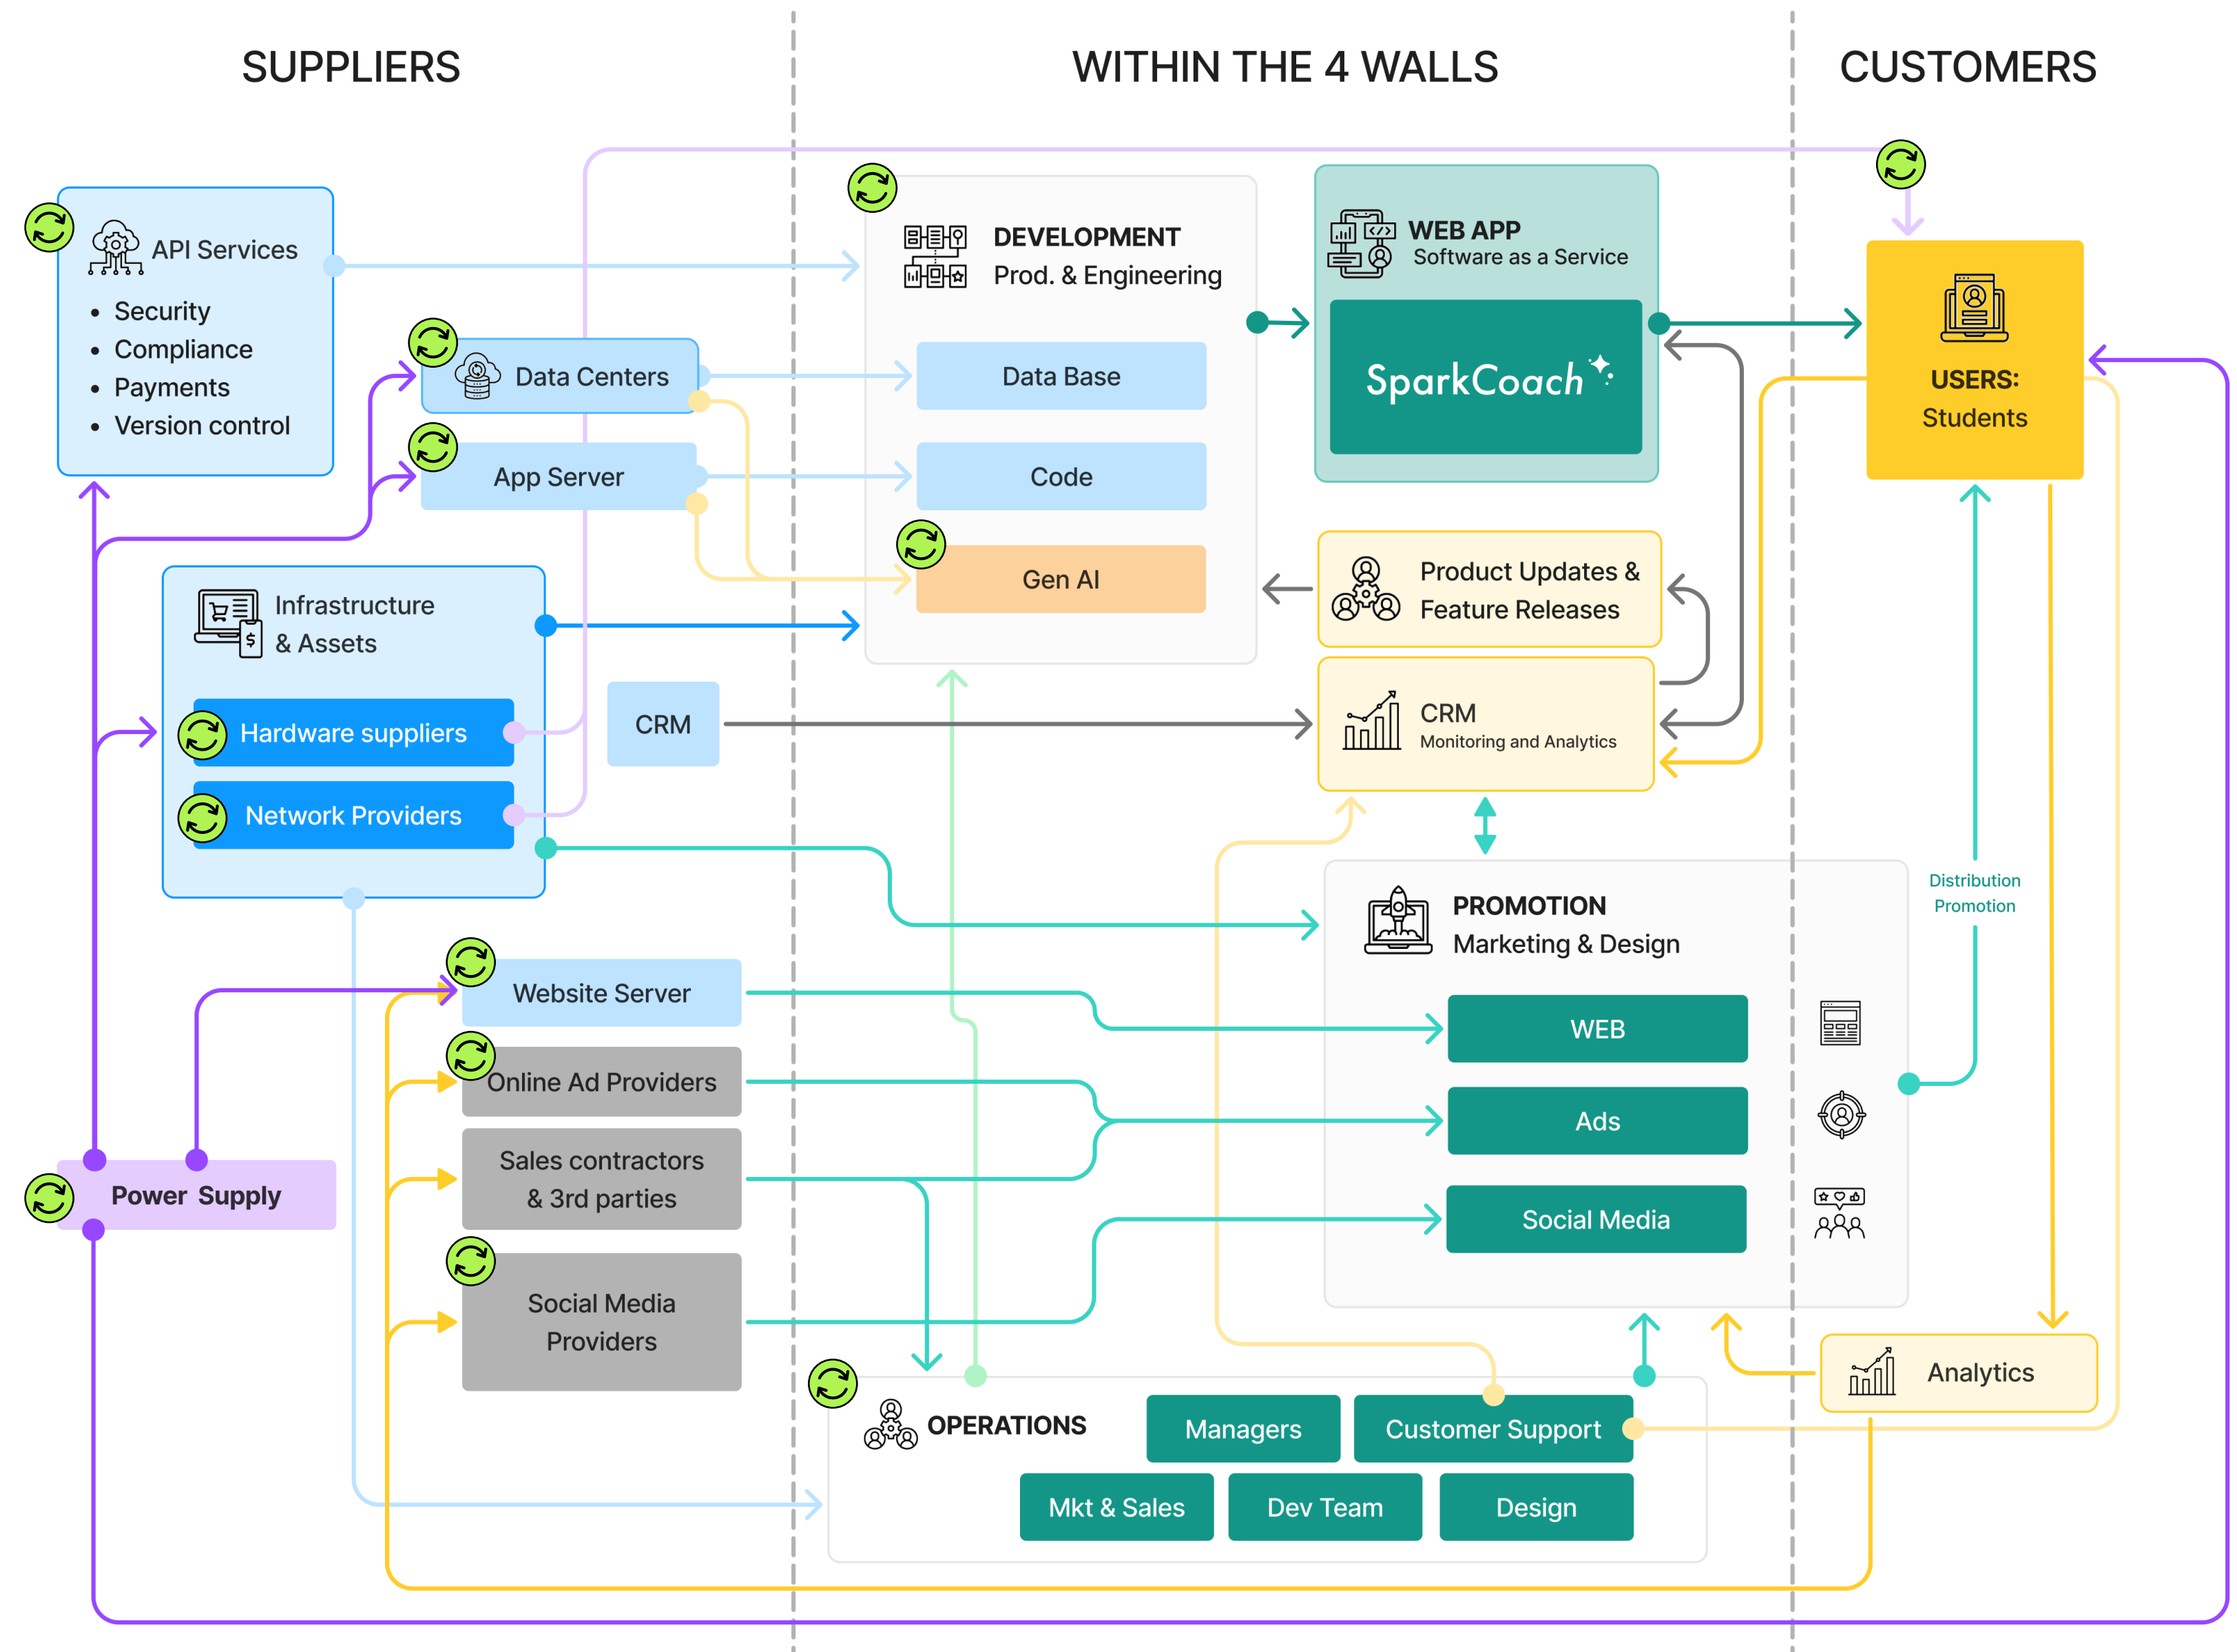 SUPPLIERS
WITHIN THE 4 WALLS
CUSTOMERS
API Services
Security
Compliance
Payments
Version control
Data Centers
App Server
Infrastructure
& Assets
Hardware suppliers
Network Providers
CRM
Website Server
Online Ad Providers
Sales contractors
& 3rd parties
Social Media
Providers
Power Supply
DEVELOPMENT
Prod. & Engineering
Data Base
Code
Gen AI
WEB APP
Software as a Service
SparkCoach
Product Updates &
Feature Releases
CRM
Monitoring and Analytics
PROMOTION
Marketing & Design
WEB
Ads
Social Media
OPERATIONS
Managers
Customer Support
Mkt & Sales
Dev Team
Design
USERS:
Students
Distribution
Promotion
Analytics